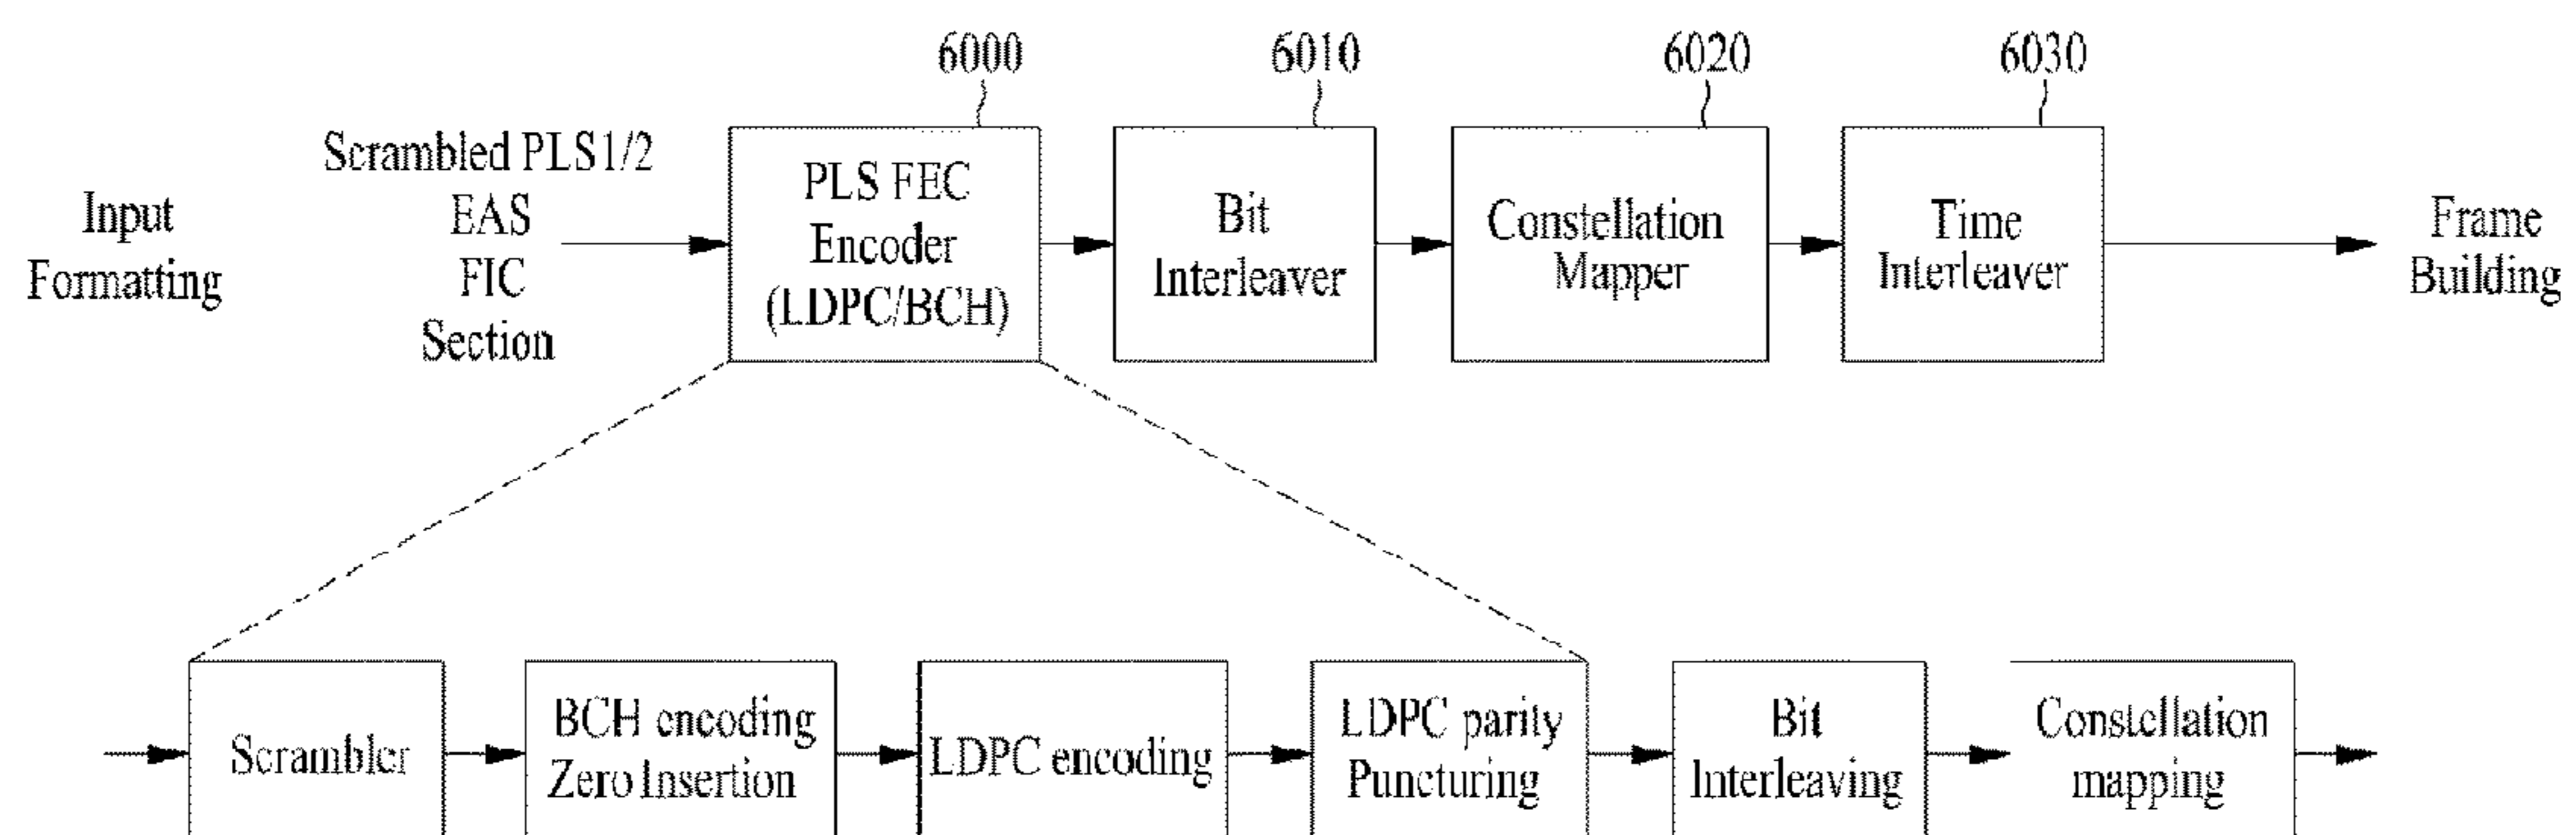 6000
6010
6020
6030
Input
Formatting
Scrambled PLS1/2
EAS
FIC
Section
PLS FEC
Encoder
(LDPC/BCH)
Bit
Interleaver
Constellation
Mapper
Time
Interleaver
Frame
Building
Scrambler
BCH encoding
Zero Insertion
LDPC encoding
LDPC parity
Puncturing
Bit
Interleaving
Constellation
mapping